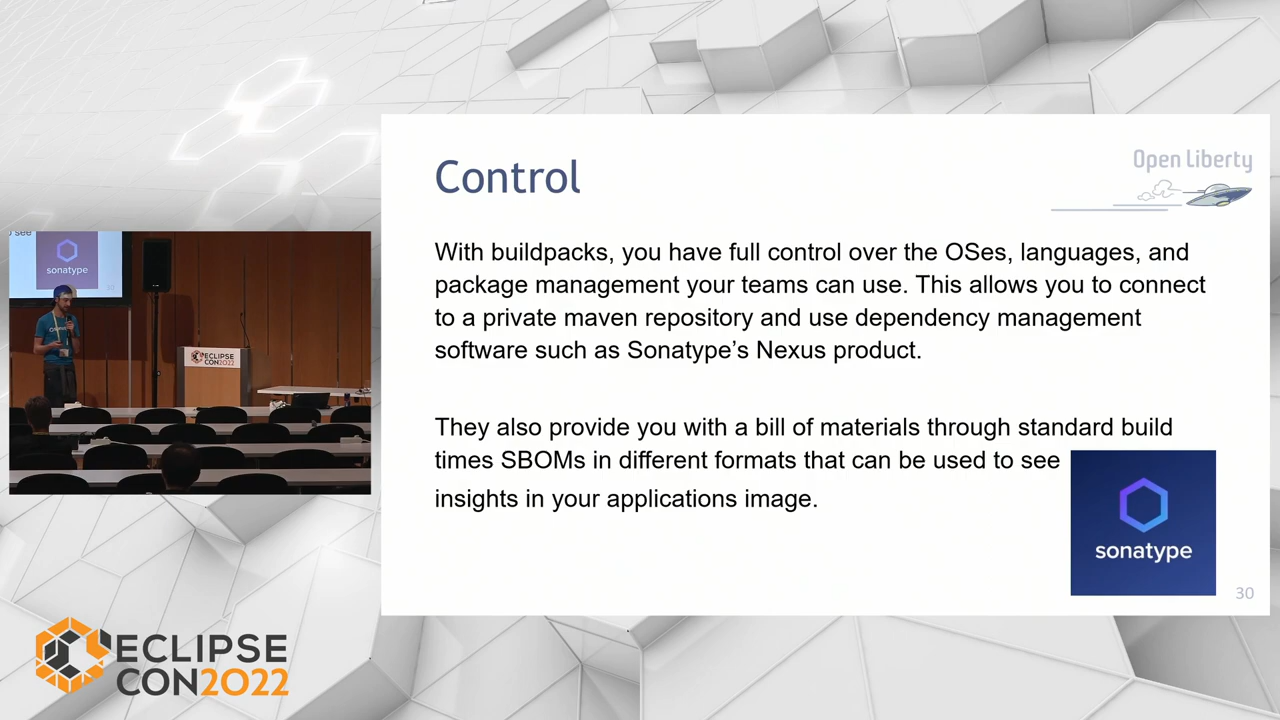 Control
Open Liberty
With buildpacks, you have full control over the OSes, languages, and
package management your teams can use. This allows you to connect
to a private maven repository and use dependency management
software such as Sonatype’s Nexus product.
They also provide you with a bill of materials through standard build
times SBOMs in different formats that can be used to see
insights in your applications image.
sonatype
30
see
sonatype
ECLIPSE
CON2022
ECLIPSE
CON2022